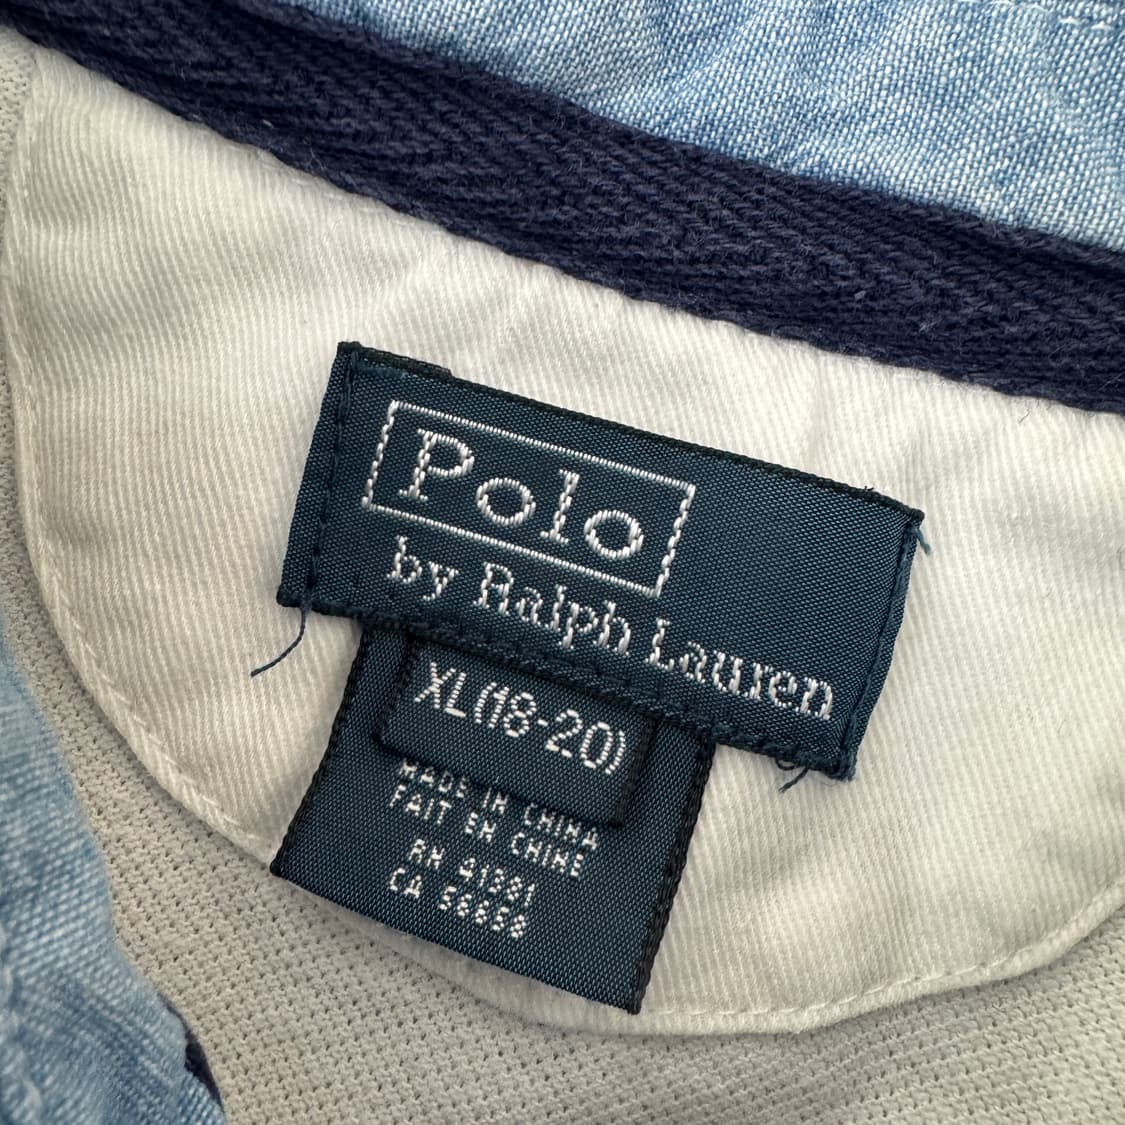 Polo
by Ralph Lauren
XL(18-20)
MADE IN CHINA
FAIT EN CHINE
RN 41381
CA 56658